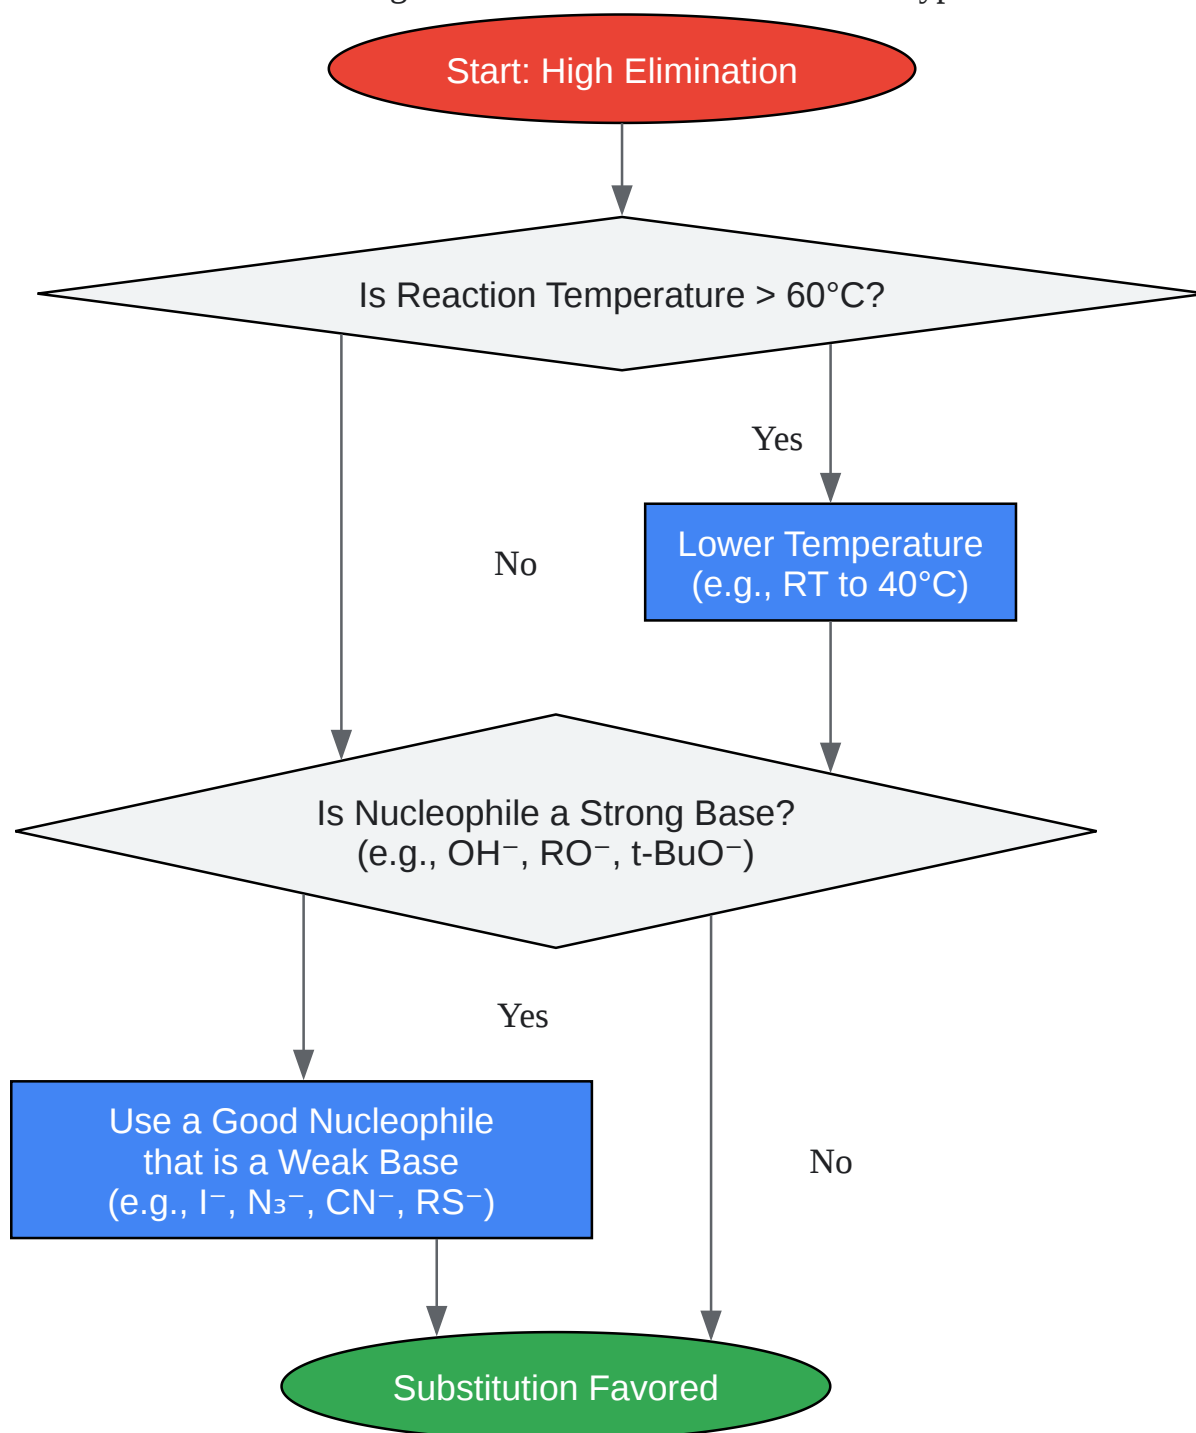 Start: High Elimination
Is Reaction Temperature > 60°C?
Yes
Lower Temperature
(e.g., RT to 40°C)
No
Is Nucleophile a Strong Base?
(e.g., OH⁻, RO⁻, t-BuO⁻)
Yes
Use a Good Nucleophile
that is a Weak Base
(e.g., I⁻, N₃⁻, CN⁻, RS⁻)
No
Substitution Favored